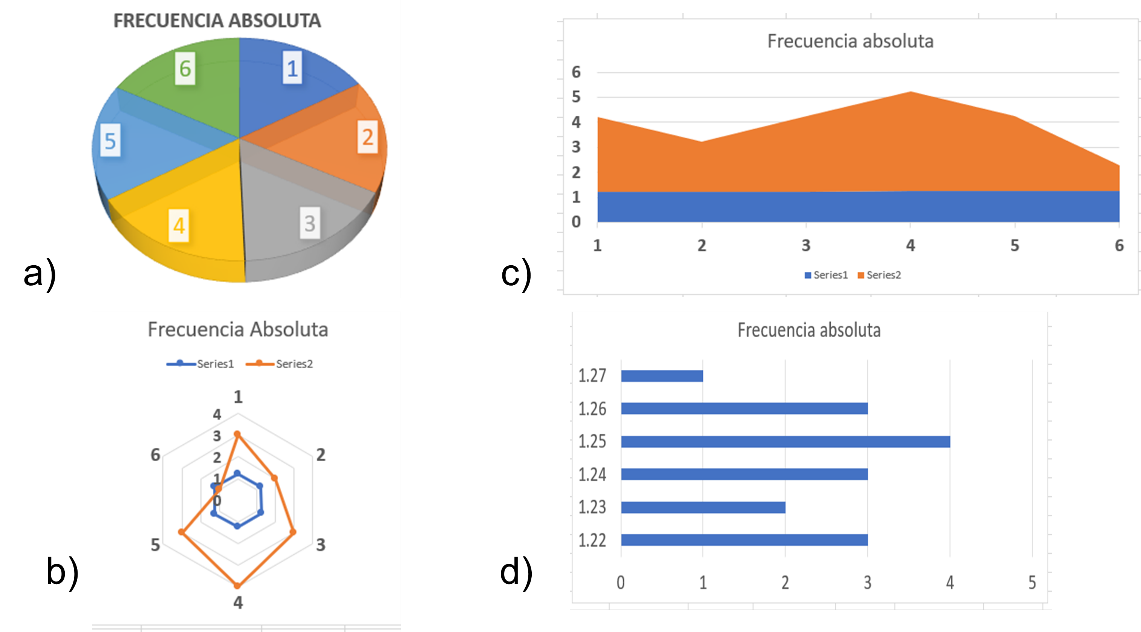 FRECUENCIA ABSOLUTA
6
1
5
2
4
3
a)
Frecuencia absoluta
6
5
4
3
2
1
0
1 2 3 4 5 6
Series1 Series2
c)
Frecuencia Absoluta
Series1 Series2
1
4
3
2
1
0
6
2
5
3
4
b)
Frecuencia absoluta
1.27
1.26
1.25
1.24
1.23
1.22
0 1 2 3 4 5
d)